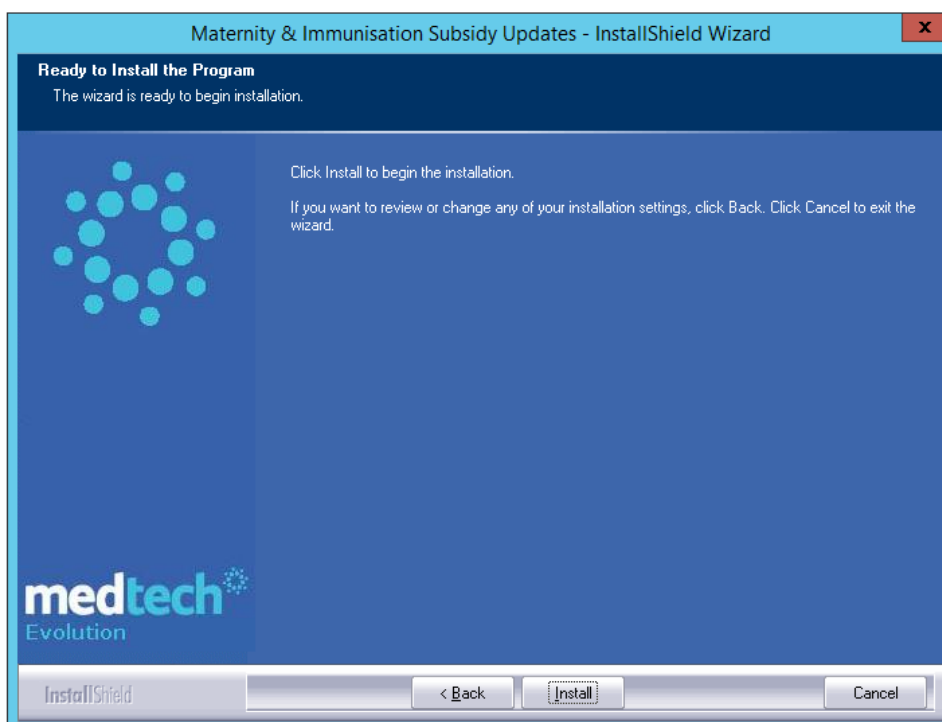 Maternity & Immunisation Subsidy Updates - InstallShield Wizard
x
Ready to Install the Program
The wizard is ready to begin installation.
Click Install to begin the installation.
If you want to review or change any of your installation settings, click Back. Click Cancel to exit the
wizard.
medtech
Evolution
InstallShield
< Back
Install
Cancel